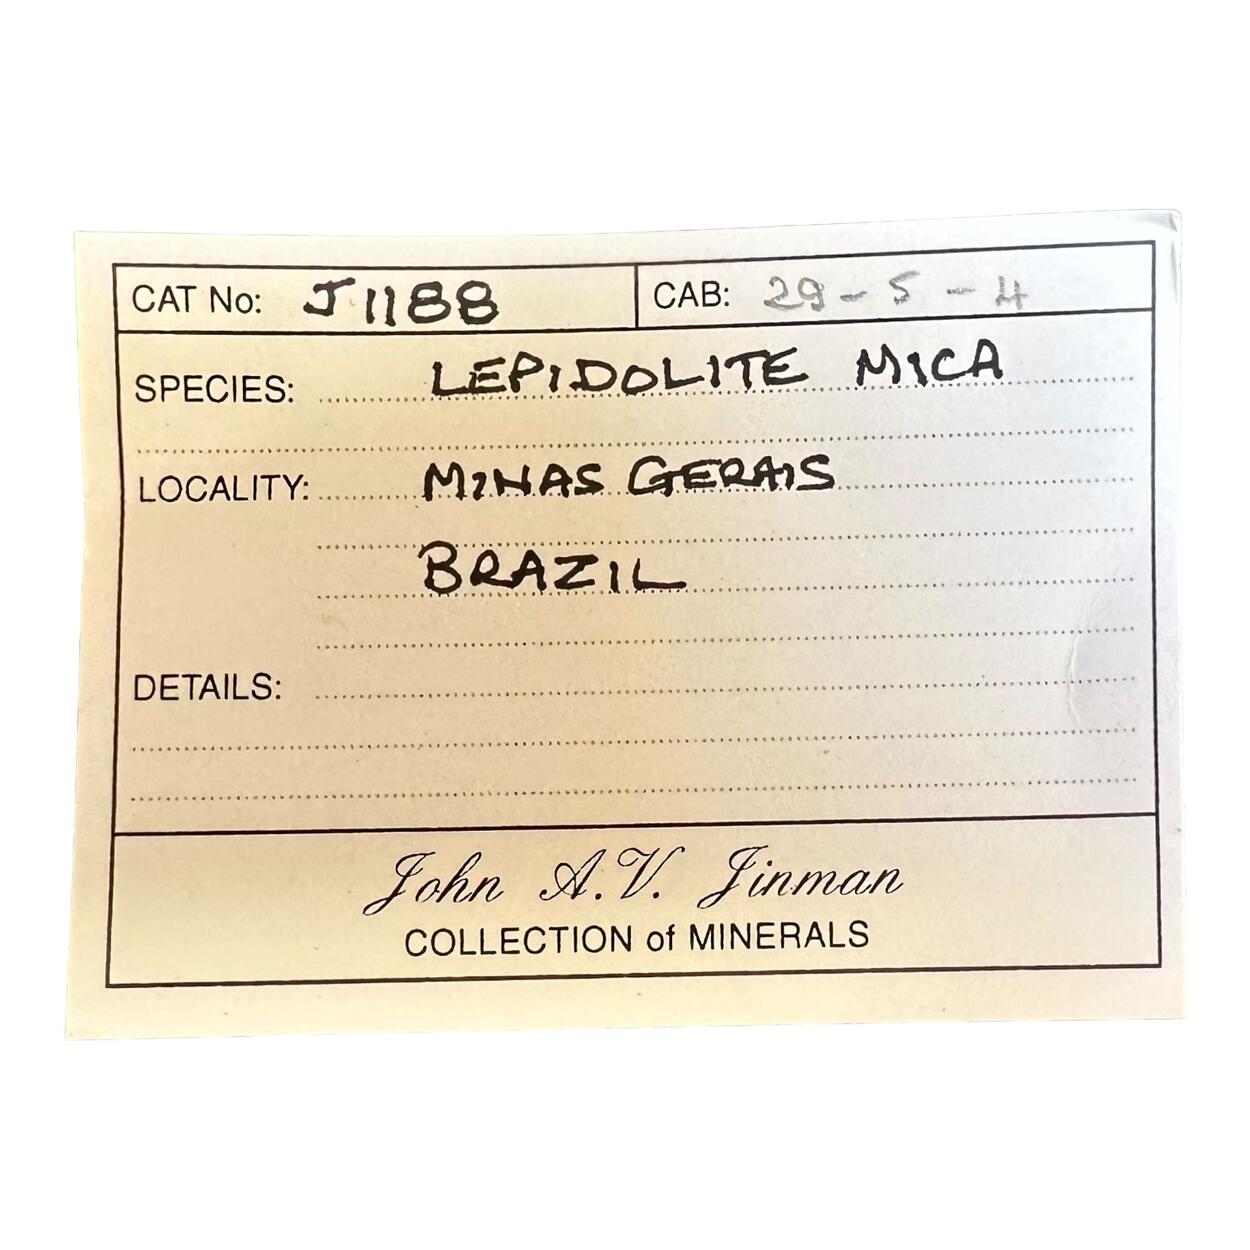 CAT No: J1188 CAB: 29-5-4
SPECIES: LEPIDOLITE MICA
LOCALITY: MINAS GERAIS
BRAZIL
DETAILS:
John A.V. Jinman
COLLECTION of MINERALS